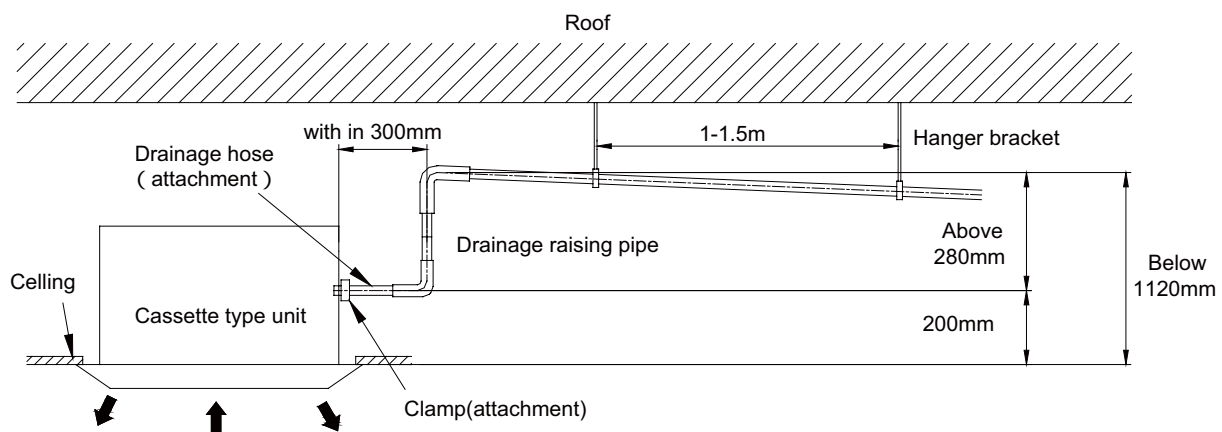 Roof
with in 300mm
1-1.5m
Hanger bracket
Drainage hose
( attachment )
Drainage raising pipe
Above
280mm
Below
1120mm
Celling
Cassette type unit
200mm
Clamp(attachment)